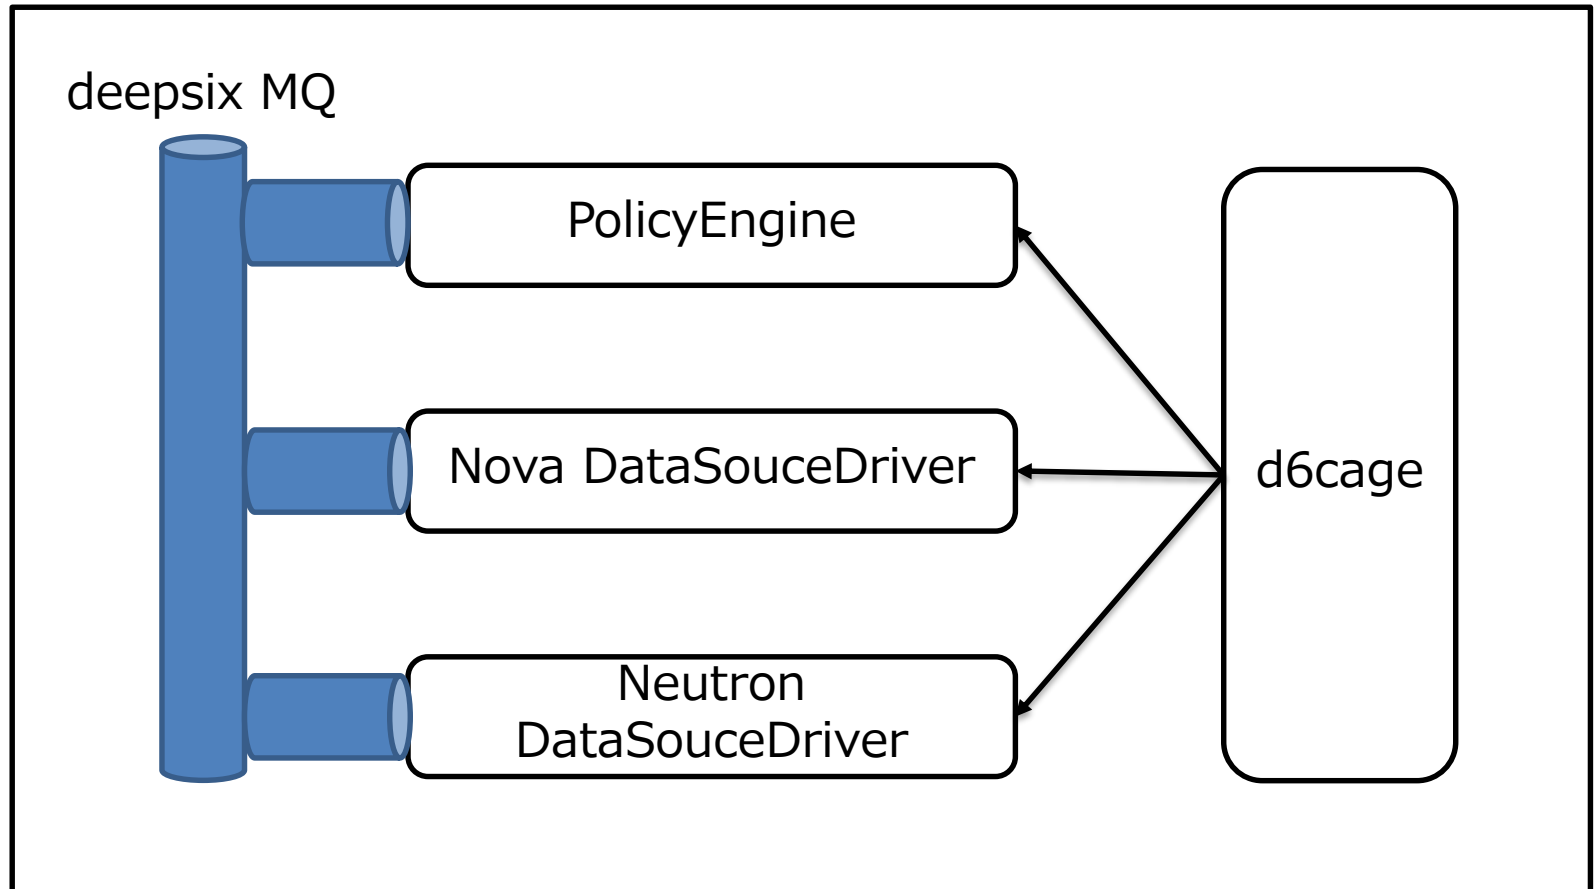 deepsix MQ
PolicyEngine
Nova DataSouceDriver
d6cage
Neutron
DataSouceDriver